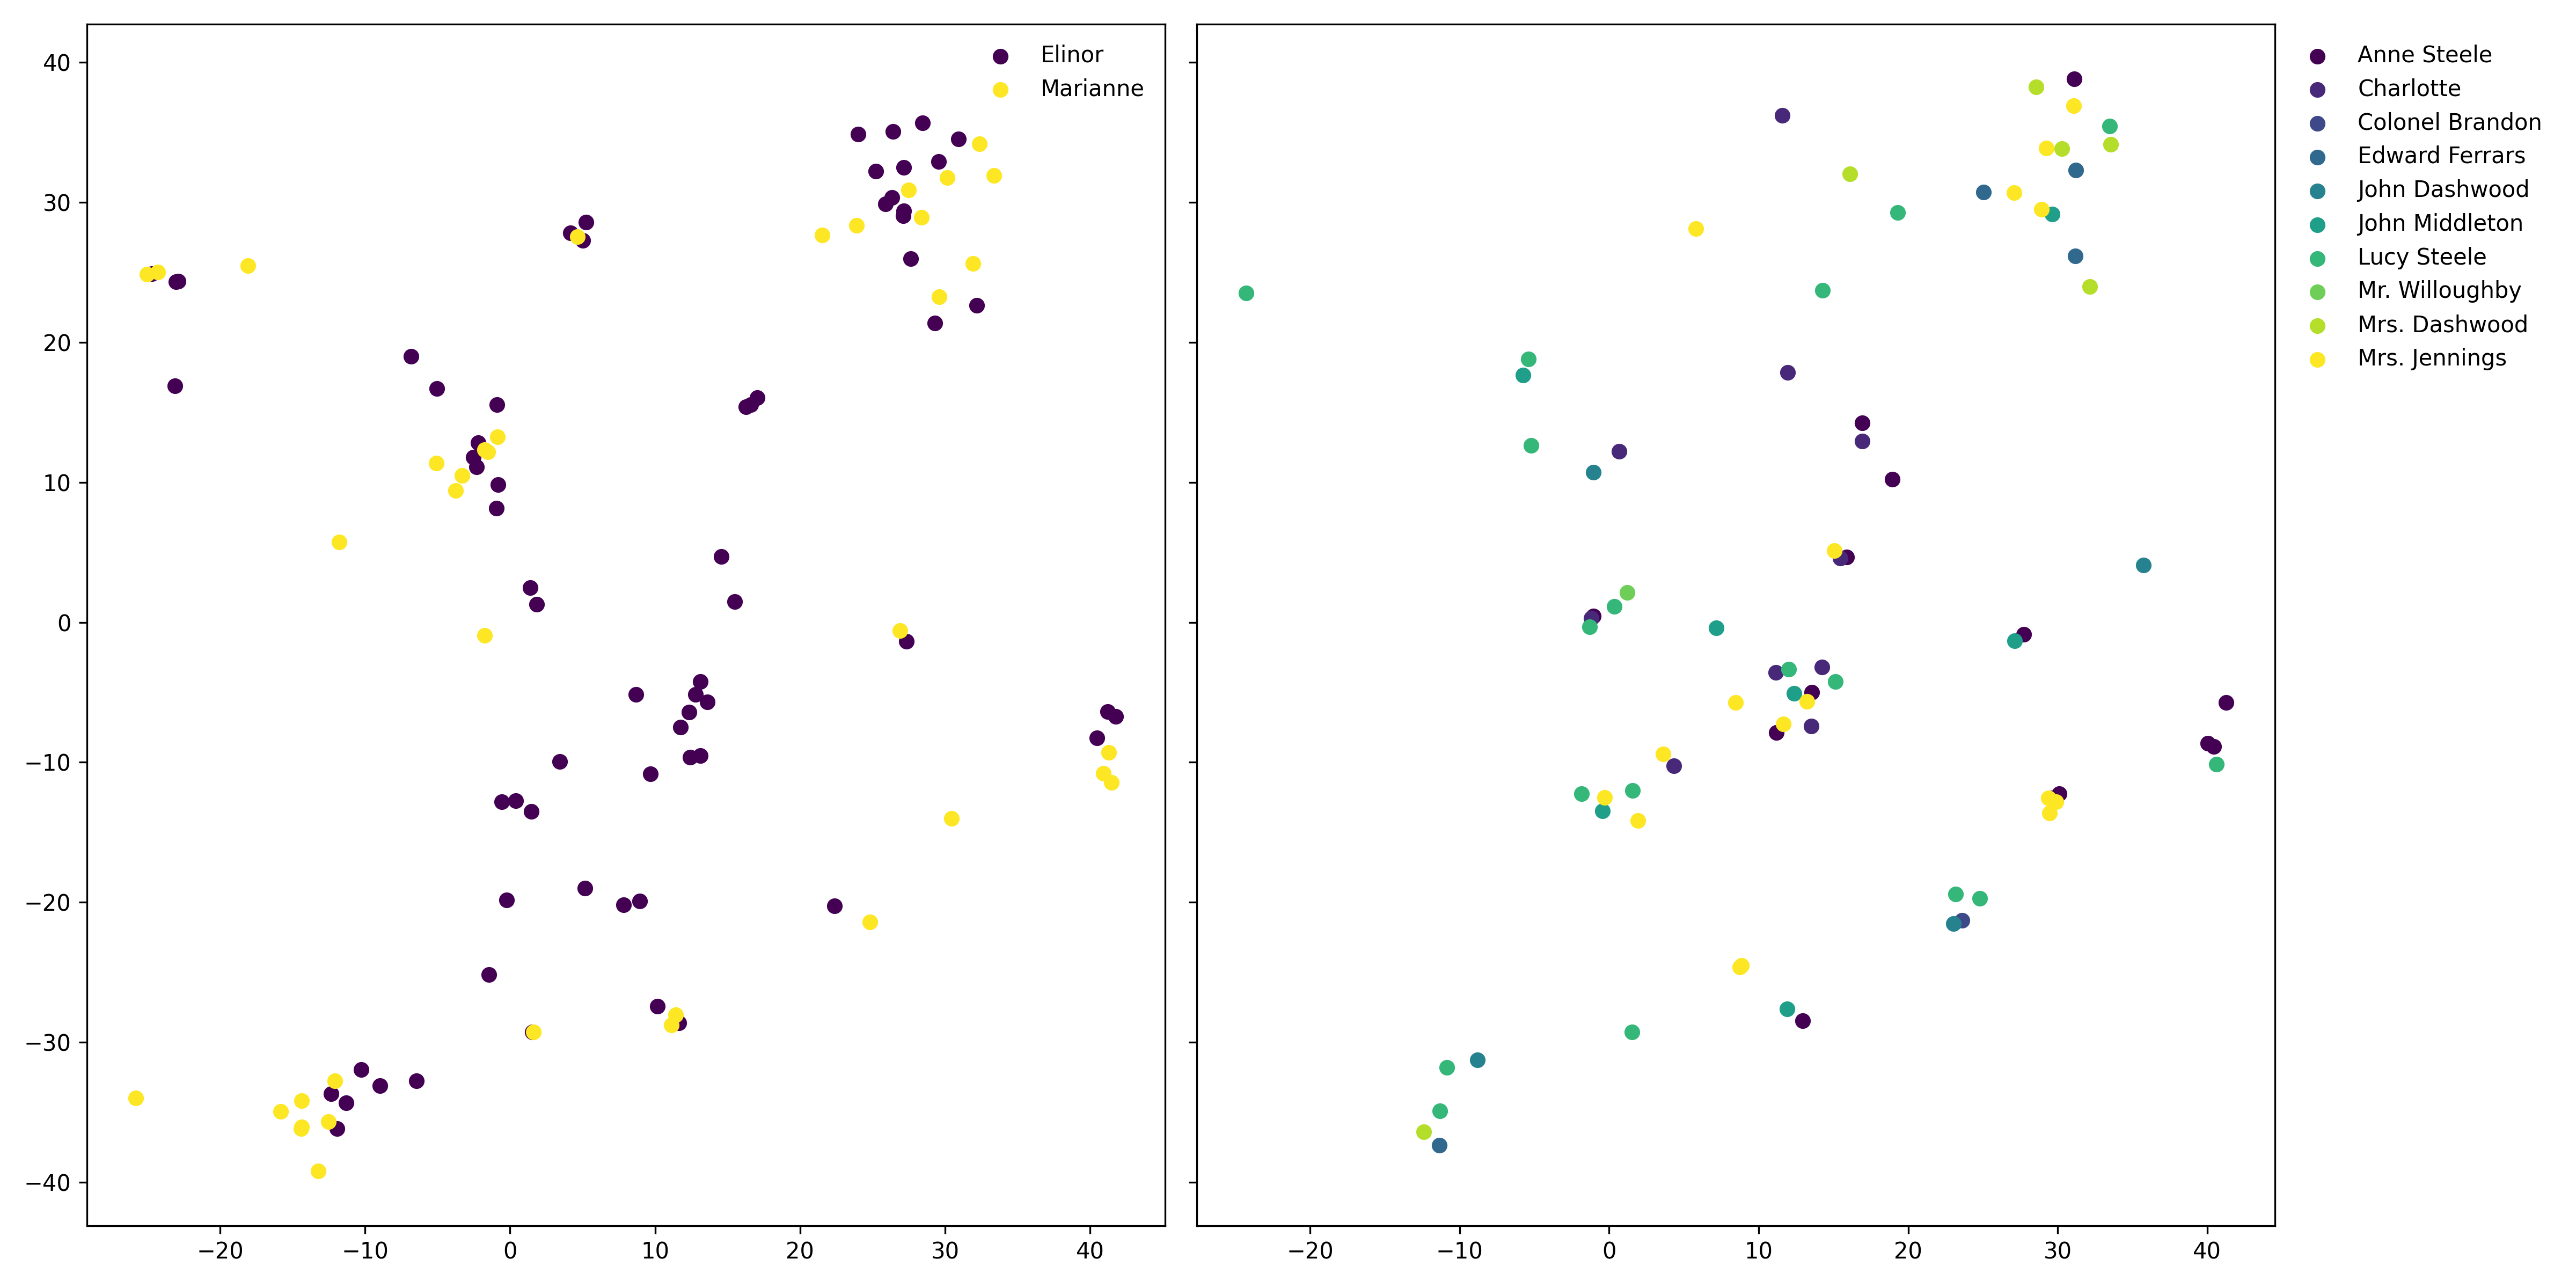 40
30
20
10
0
−10
−20
−30
−40
−20
−10
0
10
20
30
40
Elinor
Marianne
−20
−10
0
10
20
30
40
Anne Steele
Charlotte
Colonel Brandon
Edward Ferrars
John Dashwood
John Middleton
Lucy Steele
Mr. Willoughby
Mrs. Dashwood
Mrs. Jennings